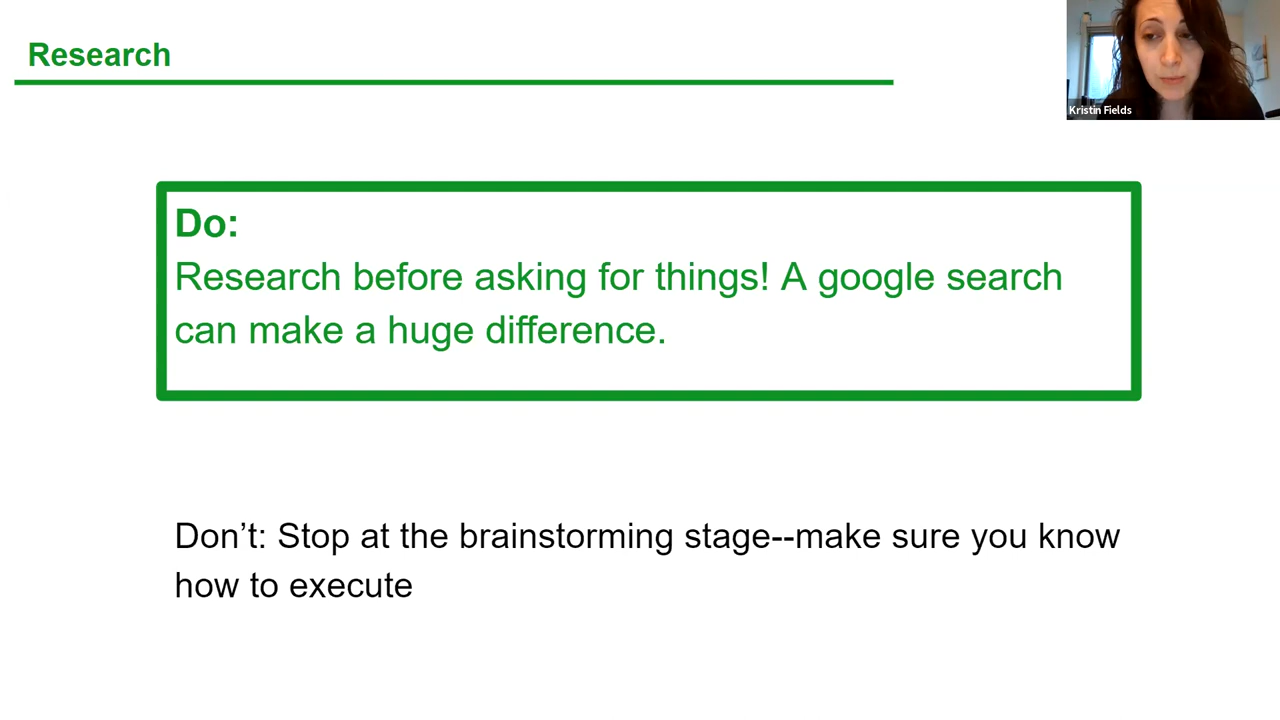 Research
Kristin Fields
Do:
Research before asking for things! A google search
can make a huge difference.
Don’t: Stop at the brainstorming stage--make sure you know
how to execute